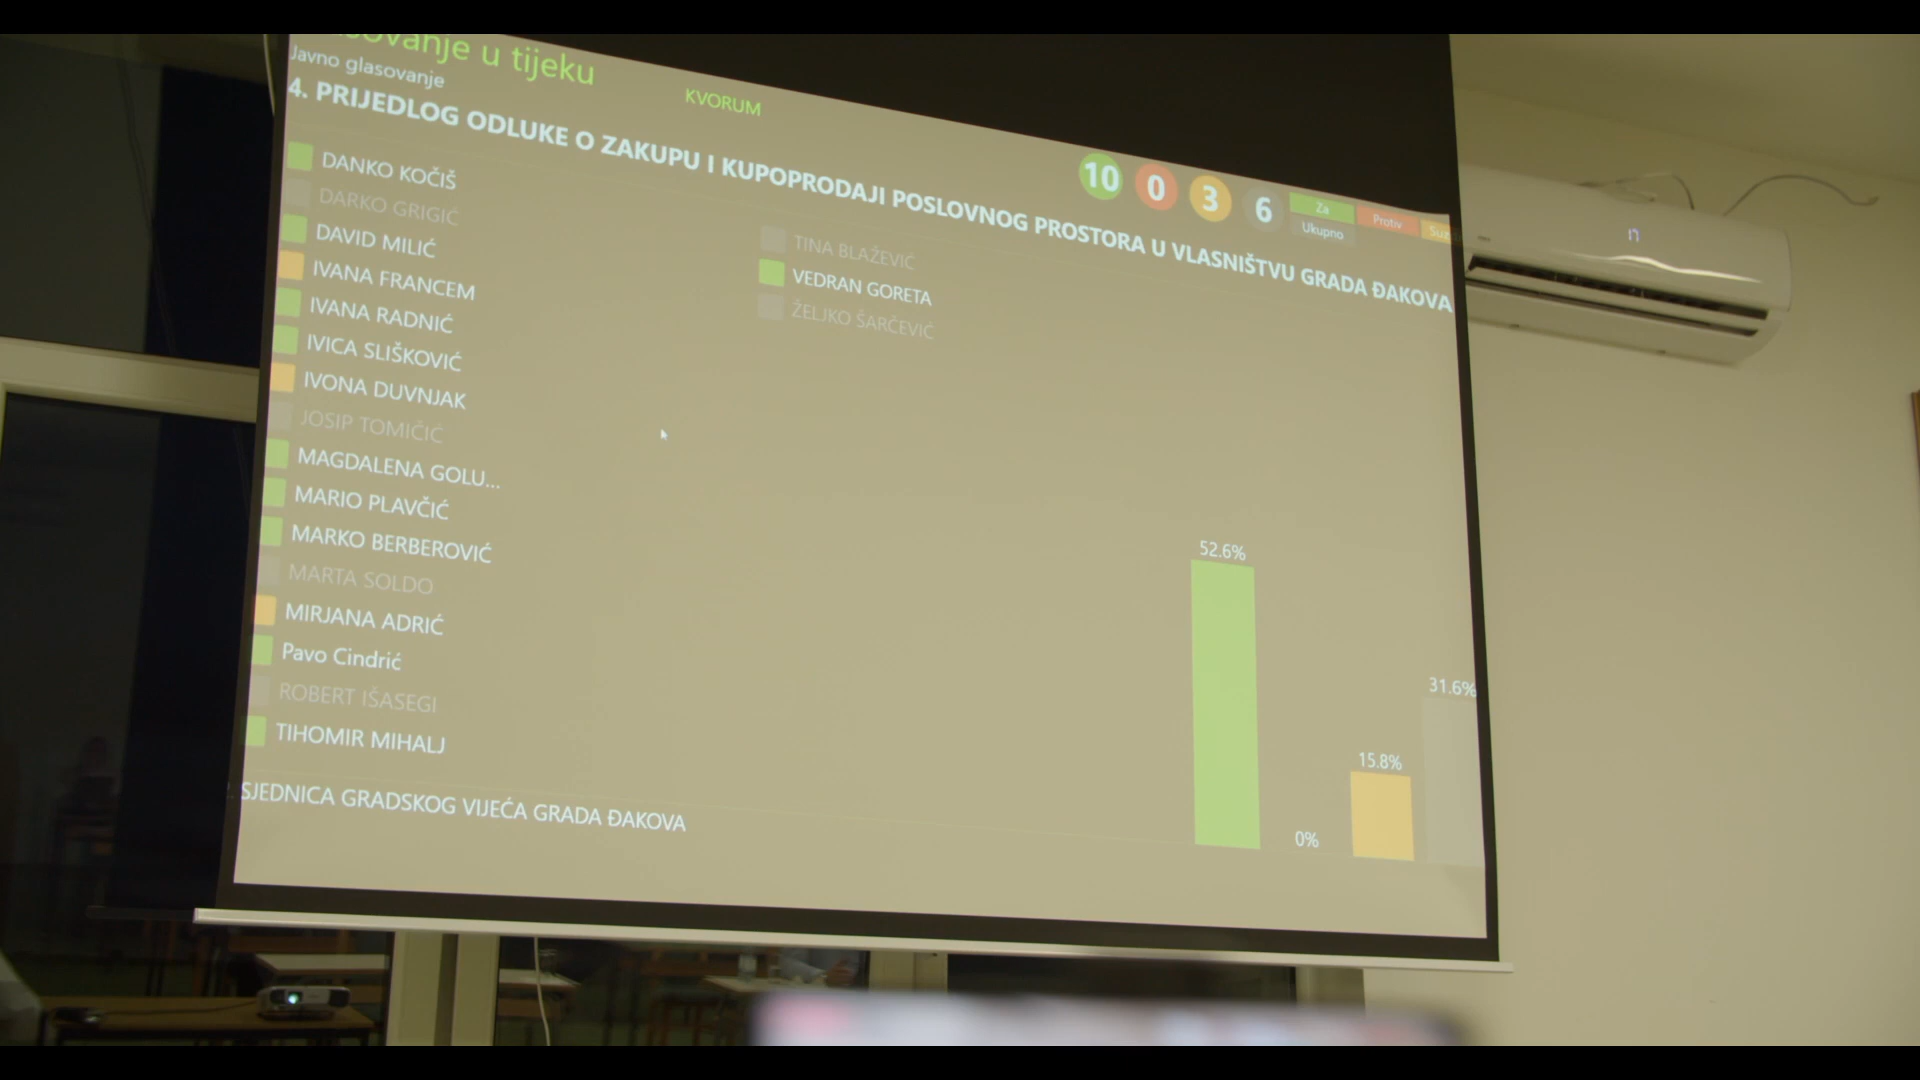 u tijeku
Javno glasovanje
KVORUM
4. PRIJEDLOG ODLUKE O ZAKUPU I KUPOPRODAJI POSLOVNOG PROSTORA U VLASNIŠTVU GRADA ĐAKOVA
10 0 3 6
Za Protiv
Ukupno
DANKO KOČIŠ
DARKO GRIGIĆ
DAVID MILIĆ
IVANA FRANCEM
IVANA RADNIĆ
IVICA SLIŠKOVIĆ
IVONA DUVNJAK
JOSIP TOMIČIĆ
MAGDALENA GOLU...
MARIO PLAVČIĆ
MARKO BERBEROVIĆ
MARTA SOLDO
MIRJANA ADRIĆ
Pavo Cindrić
ROBERT IŠASEGI
TIHOMIR MIHALJ
TINA BLAŽEVIĆ
VEDRAN GORETA
ŽELJKO ŠARČEVIĆ
52.6%
0%
15.8%
31.6%
SJEDNICA GRADSKOG VIJEĆA GRADA ĐAKOVA